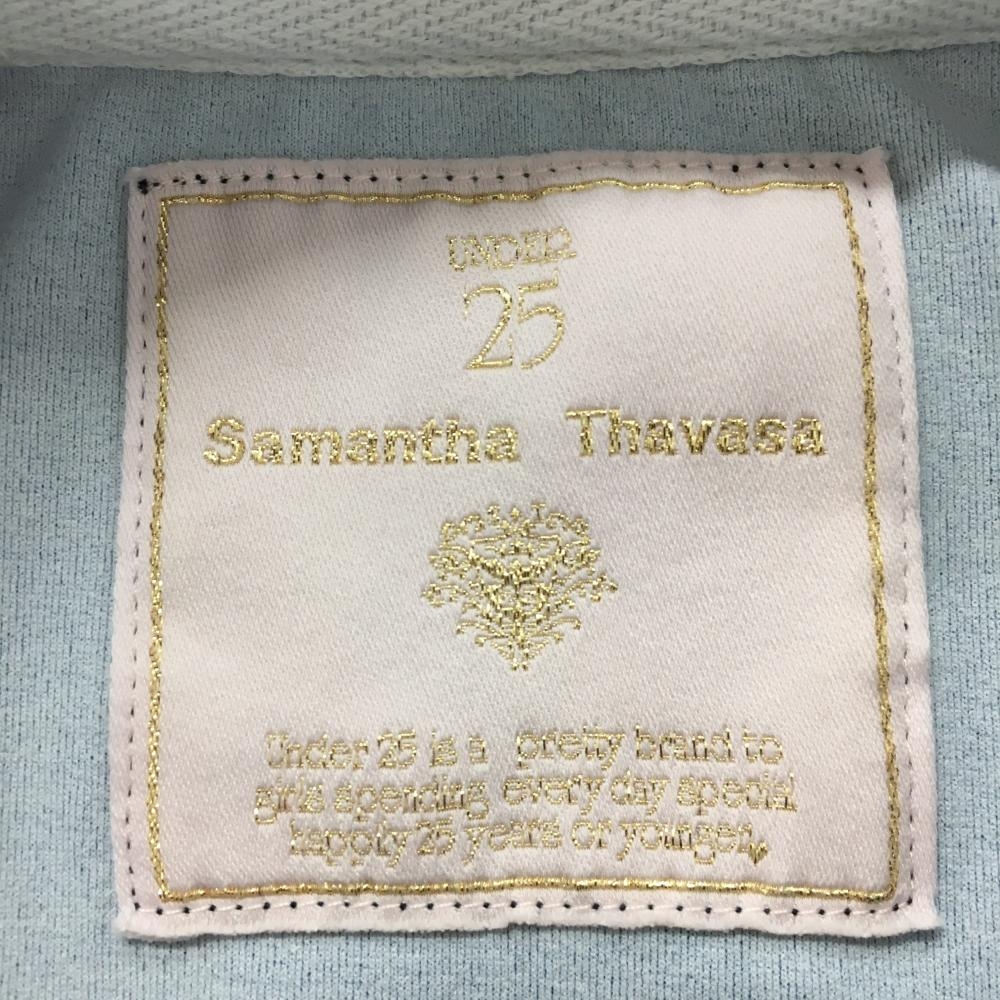 UNDER
25
Samantha Thavasa
Under 25 is a pretty brand to
girls spending every day special
happily 25 years or younger.